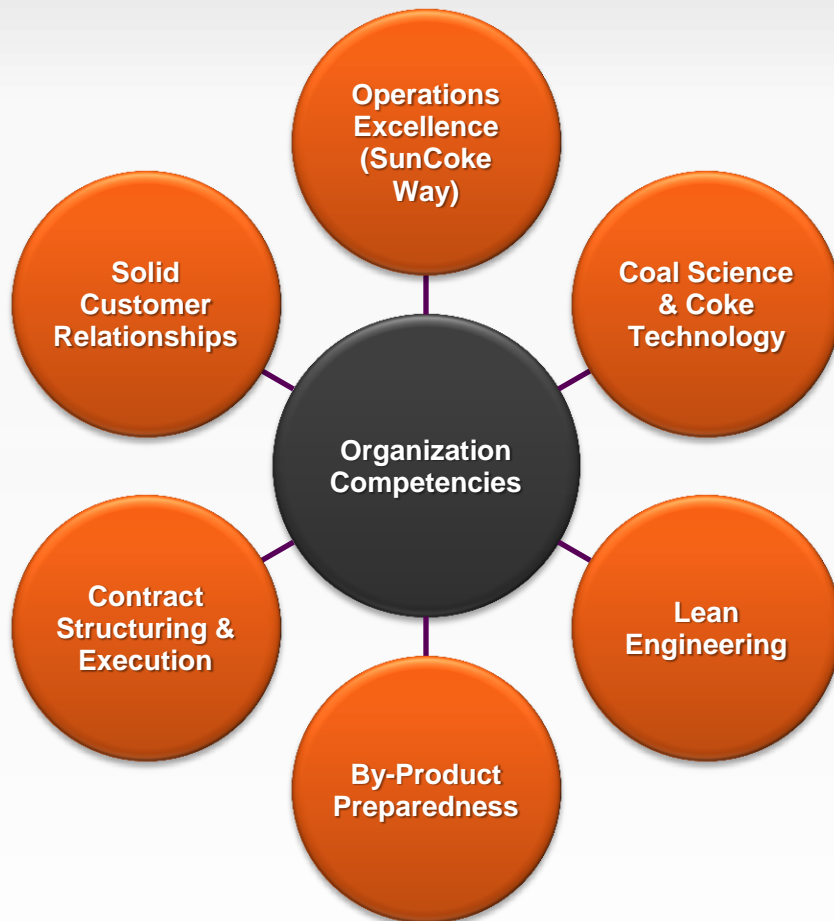 Operations
Excellence
(SunCoke
Way)
Solid
Customer
Relationships
Coal Science
& Coke
Technology
Organization
Competencies
Contract
Structuring &
Execution
Lean
Engineering
By-Product
Preparedness